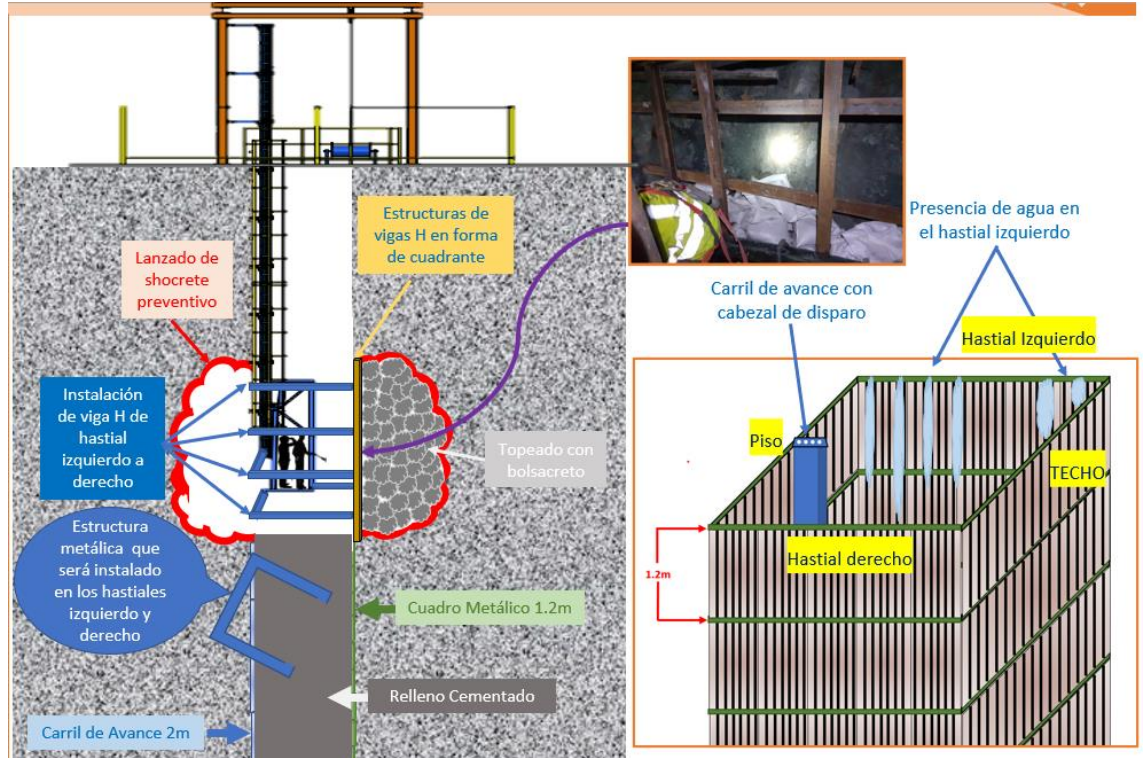 Estructuras de
vigas H en forma
de cuadrante
Lanzado de
shocrete
preventivo
Instalación
de viga H de
hastial
izquierdo a
derecho
Topeado con
bolsacreto
Estructura
metálica que
será instalado
en los hastiales
izquierdo y
derecho
Cuadro Metálico 1.2m
Relleno Cementado
Carril de Avance 2m
Presencia de agua en
el hastial izquierdo
Carril de avance con
cabezal de disparo
Hastial Izquierdo
Piso
TECHO
Hastial derecho
1.2m